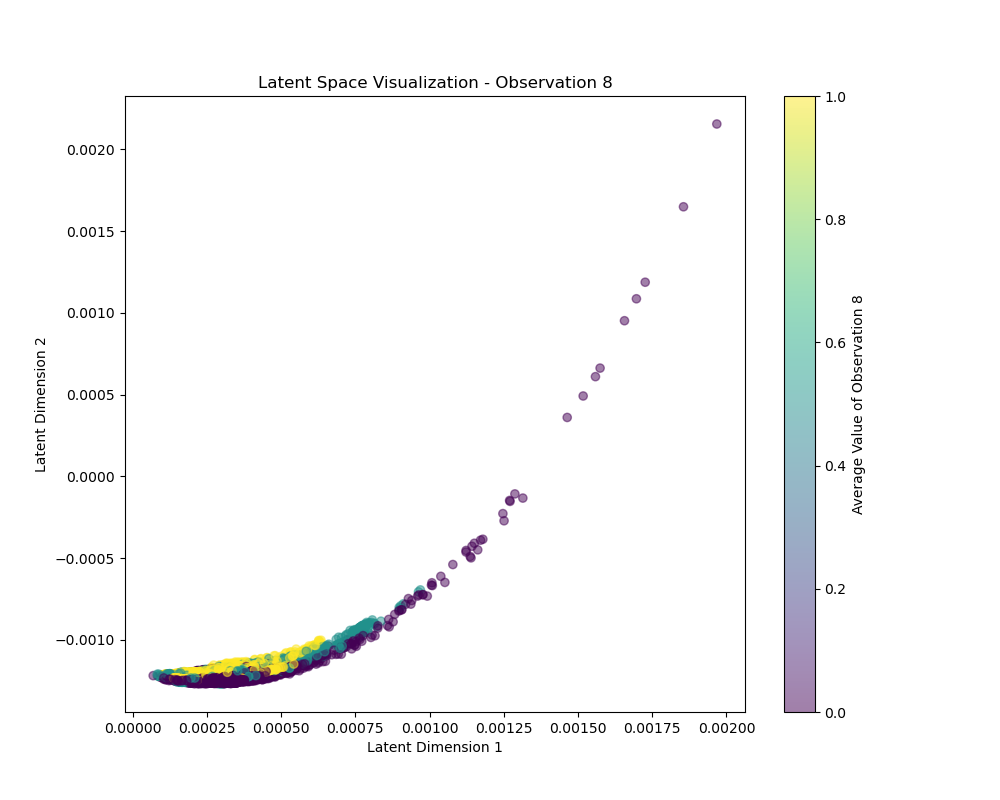 Latent Space Visualization - Observation 8
0.0020
0.0015
0.0010
0.0005
0.0000
−0.0005
−0.0010
Latent Dimension 2
0.00000 0.00025 0.00050 0.00075 0.00100 0.00125 0.00150 0.00175 0.00200
Latent Dimension 1
1.0
0.8
0.6
0.4
0.2
0.0
Average Value of Observation 8